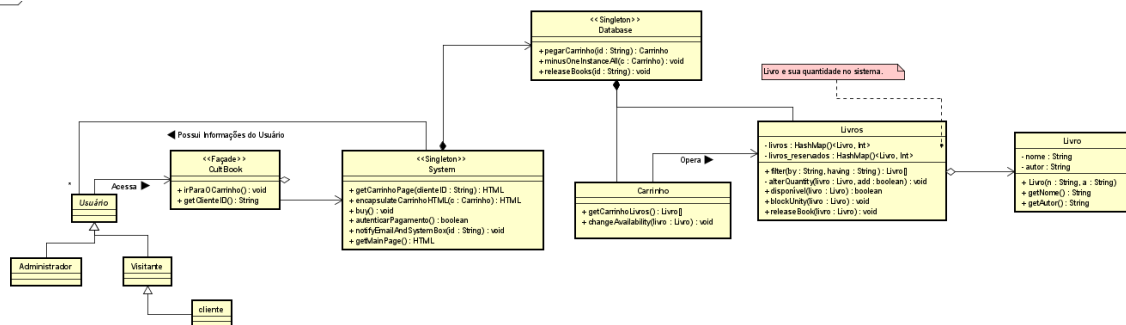 << Singleton>>
Database
+ pegarCarrinho(id : String) : Carrinho
+ minusOneInstanceAll(c : Carrinho) : void
+ releaseBooks(id : String) : void
Livro e sua quantidade no sistema.
◀ Possui Informações do Usuário
<<Façade>>
CultBook
+ irParaOCarrinho() : void
+ getClienteID() : String
Acessa ▶
*
Usuário
Administrador
Visitante
cliente
<<Singleton>>
System
+ getCarrinhoPage(clienteID : String) : HTML
+ encapsulateCarrinhoHTML(c : Carrinho) : HTML
+ buy() : void
+ autenticarPagamento() : boolean
+ notifyEmailAndSystemBox(id : String) : void
+ getMainPage() : HTML
Opera ▶
Carrinho
+ getCarrinhoLivros() : Livro[]
+ changeAvailability(livro : Livro) : void
Livros
- livros : HashMap()<Livro, Int>
- livros_reservados : HashMap()<Livro, Int>
+ filter(by : String, having : String) : Livro[]
- alterQuantity(livro : Livro, add : boolean) : void
+ disponível(livro : Livro) : boolean
+ blockUnity(livro : Livro) : void
+ releaseBook(livro : Livro) : void
Livro
- nome : String
- autor : String
+ Livro(n : String, a : String)
+ getNome() : String
+ getAutor() : String